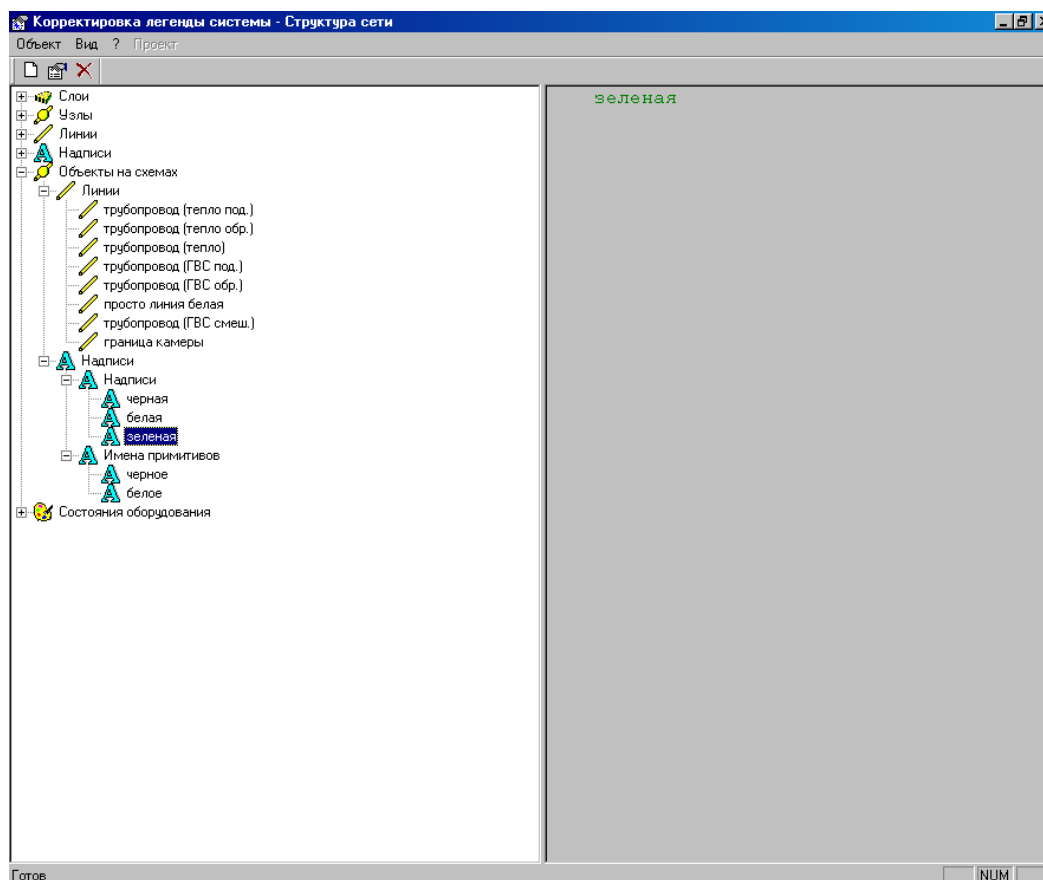 Корректировка легенды системы - Структура сети
Объект Вид ? Проект
Слои
Узлы
Линии
Надписи
Объекты на схемах
Линии
трубопровод (тепло под.)
трубопровод (тепло обр.)
трубопровод (тепло)
трубопровод (ГВС под.)
трубопровод (ГВС обр.)
просто линия белая
трубопровод (ГВС смеш.)
граница камеры
Надписи
Надписи
черная
белая
зеленая
Имена примитивов
черное
белое
Состояния оборудования
зеленая
Готов NUM